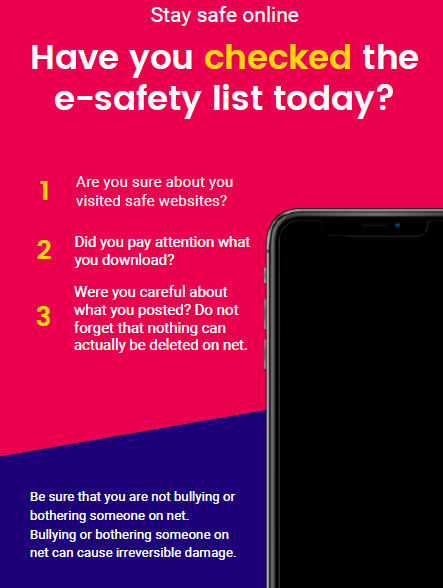 Stay safe online
Have you checked the
e-safety list today?
1 Are you sure about you
visited safe websites?
2 Did you pay attention what
you download?
3 Were you careful about
what you posted? Do not
forget that nothing can
actually be deleted on net.
Be sure that you are not bullying or
bothering someone on net.
Bullying or bothering someone on
net can cause irreversible damage.